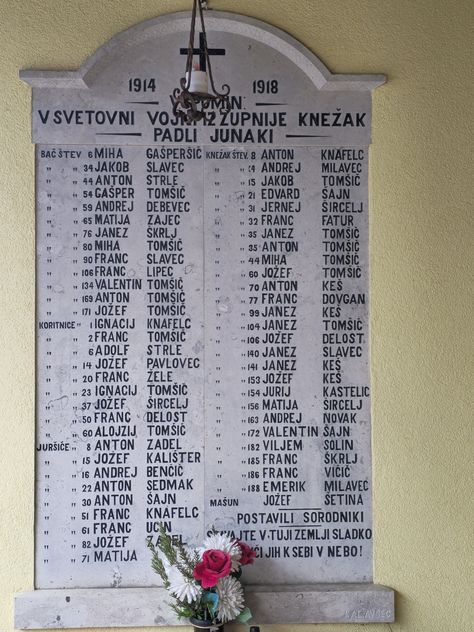 1914 1918
V SPOMIN
V SVETOVNI VOJNI IZ ŽUPNIJE KNEŽAK
PADLI JUNAKI
BAČ ŠTEV 6 MIHA GAŠPERŠIČ
" " 34 JAKOB SLAVEC
" " 44 ANTON STRLE
" " 54 GAŠPER TOMŠIČ
" " 59 ANDREJ DEBEVEC
" " 65 MATIJA ZAJEC
" " 76 JANEZ ŠKRLJ
" " 80 MIHA TOMŠIČ
" " 90 FRANC SLAVEC
" " 106 FRANC LIPEC
" " 134 VALENTIN TOMŠIČ
" " 169 ANTON TOMŠIČ
" " 171 JOŽEF TOMŠIČ
KORITNICE " 1 IGNACIJ KNAFELC
" " 2 FRANC TOMŠIČ
" " 6 ADOLF STRLE
" " 14 JOŽEF PAVLOVEC
" " 20 FRANC ŽELE
" " 23 IGNACIJ TOMŠIČ
" " 37 JOŽEF ŠIRCELJ
" " 50 FRANC DELOST
" " 60 ALOJZIJ TOMŠIČ
JURŠIČE " 8 ANTON ZADEL
" " 15 JOŽEF KALIŠTER
" " 16 ANDREJ BENČIČ
" " 22 ANTON SEDMAK
" " 30 ANTON ŠAJN
" " 51 FRANC KNAFELC
" " 61 FRANC
" " 82 JOŽEF ZADEL
" " 71 MATIJA
KNEŽAK ŠTEV. 8 ANTON KNAFELC
" " 14 ANDREJ MILAVEC
" " 15 JAKOB TOMŠIČ
" " 21 EDVARD ŠAJN
" " 31 JERNEJ ŠIRCELJ
" " 32 FRANC FATUR
" " 35 JANEZ TOMŠIČ
" " 35 ANTON TOMŠIČ
" " 44 MIHA TOMŠIČ
" " 60 JOŽEF TOMŠIČ
" " 70 ANTON KEŠ
" " 77 FRANC DOVGAN
" " 99 JANEZ KEŠ
" " 104 JANEZ TOMŠIČ
" " 106 JOŽEF DELOST
" " 140 JANEZ SLAVEC
" " 141 JANEZ KEŠ
" " 153 JOŽEF KEŠ
" " 154 JURIJ KASTELIC
" " 156 MATIJA ŠIRCELJ
" " 163 ANDREJ NOVAK
" " 172 VALENTIN ŠAJN
" " 182 VILJEM SOLIN
" " 185 FRANC ŠKRLJ
" " 186 FRANC VIČIČ
" " 188 EMERIK MILAVEC
MAŠUN JOŽEF ŠETINA
POSTAVILI SORODNIKI
V TUJI ZEMLJI SLADKO
JIH K SEBI V NEBO!